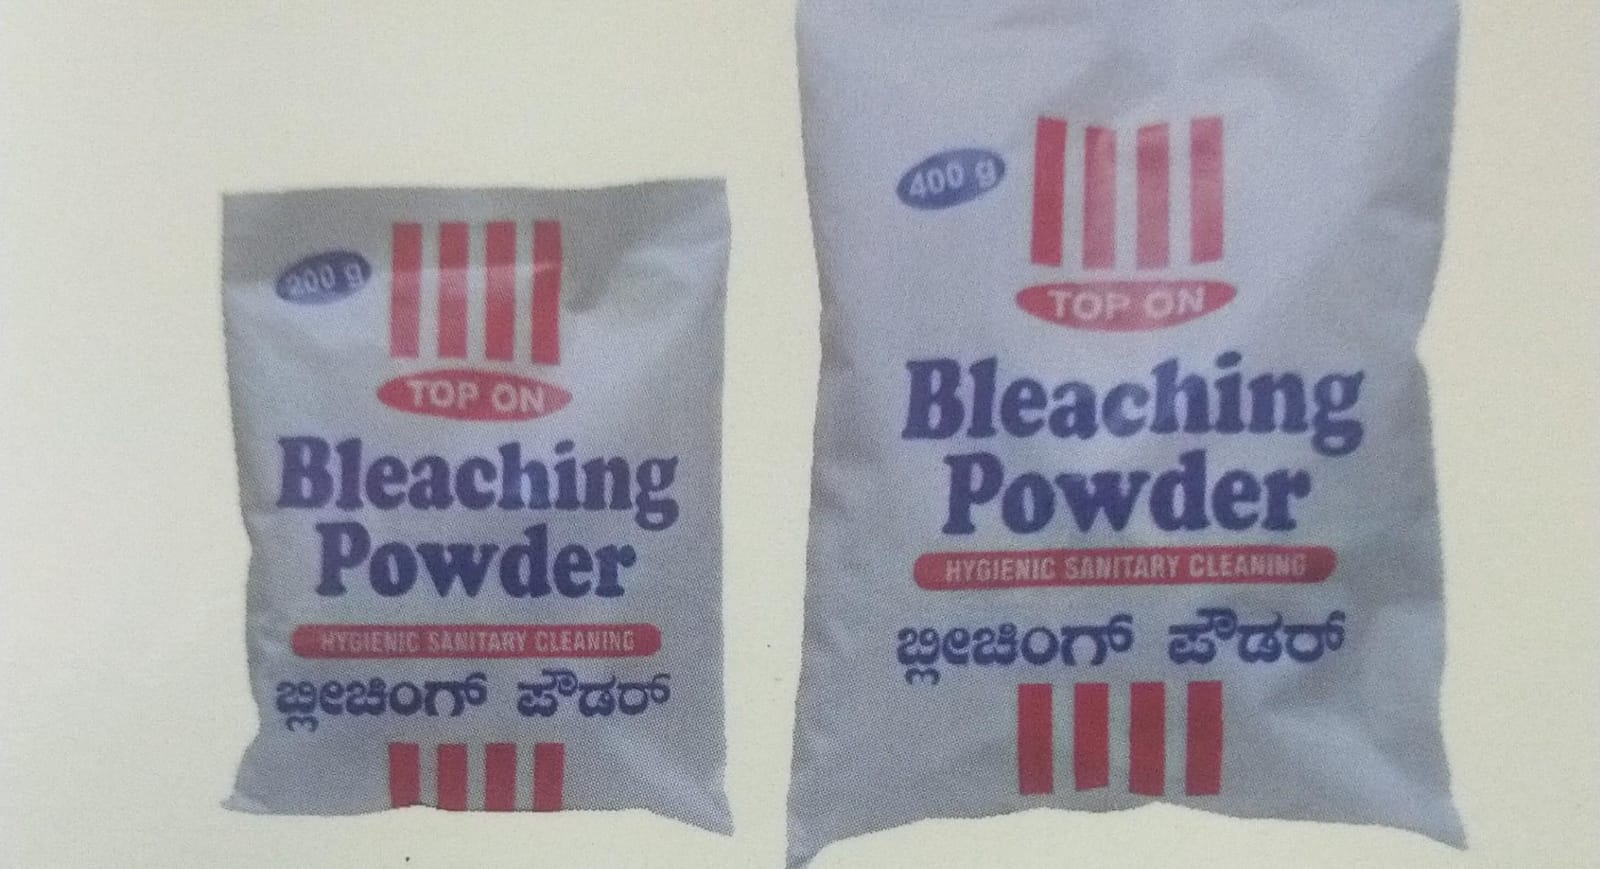 200 g
TOP ON
Bleaching
Powder
HYGIENIC SANITARY CLEANING
ಬ್ಲೀಚಿಂಗ್ ಪೌಡರ್
400 g
TOP ON
Bleaching
Powder
HYGIENIC SANITARY CLEANING
ಬ್ಲೀಚಿಂಗ್ ಪೌಡರ್